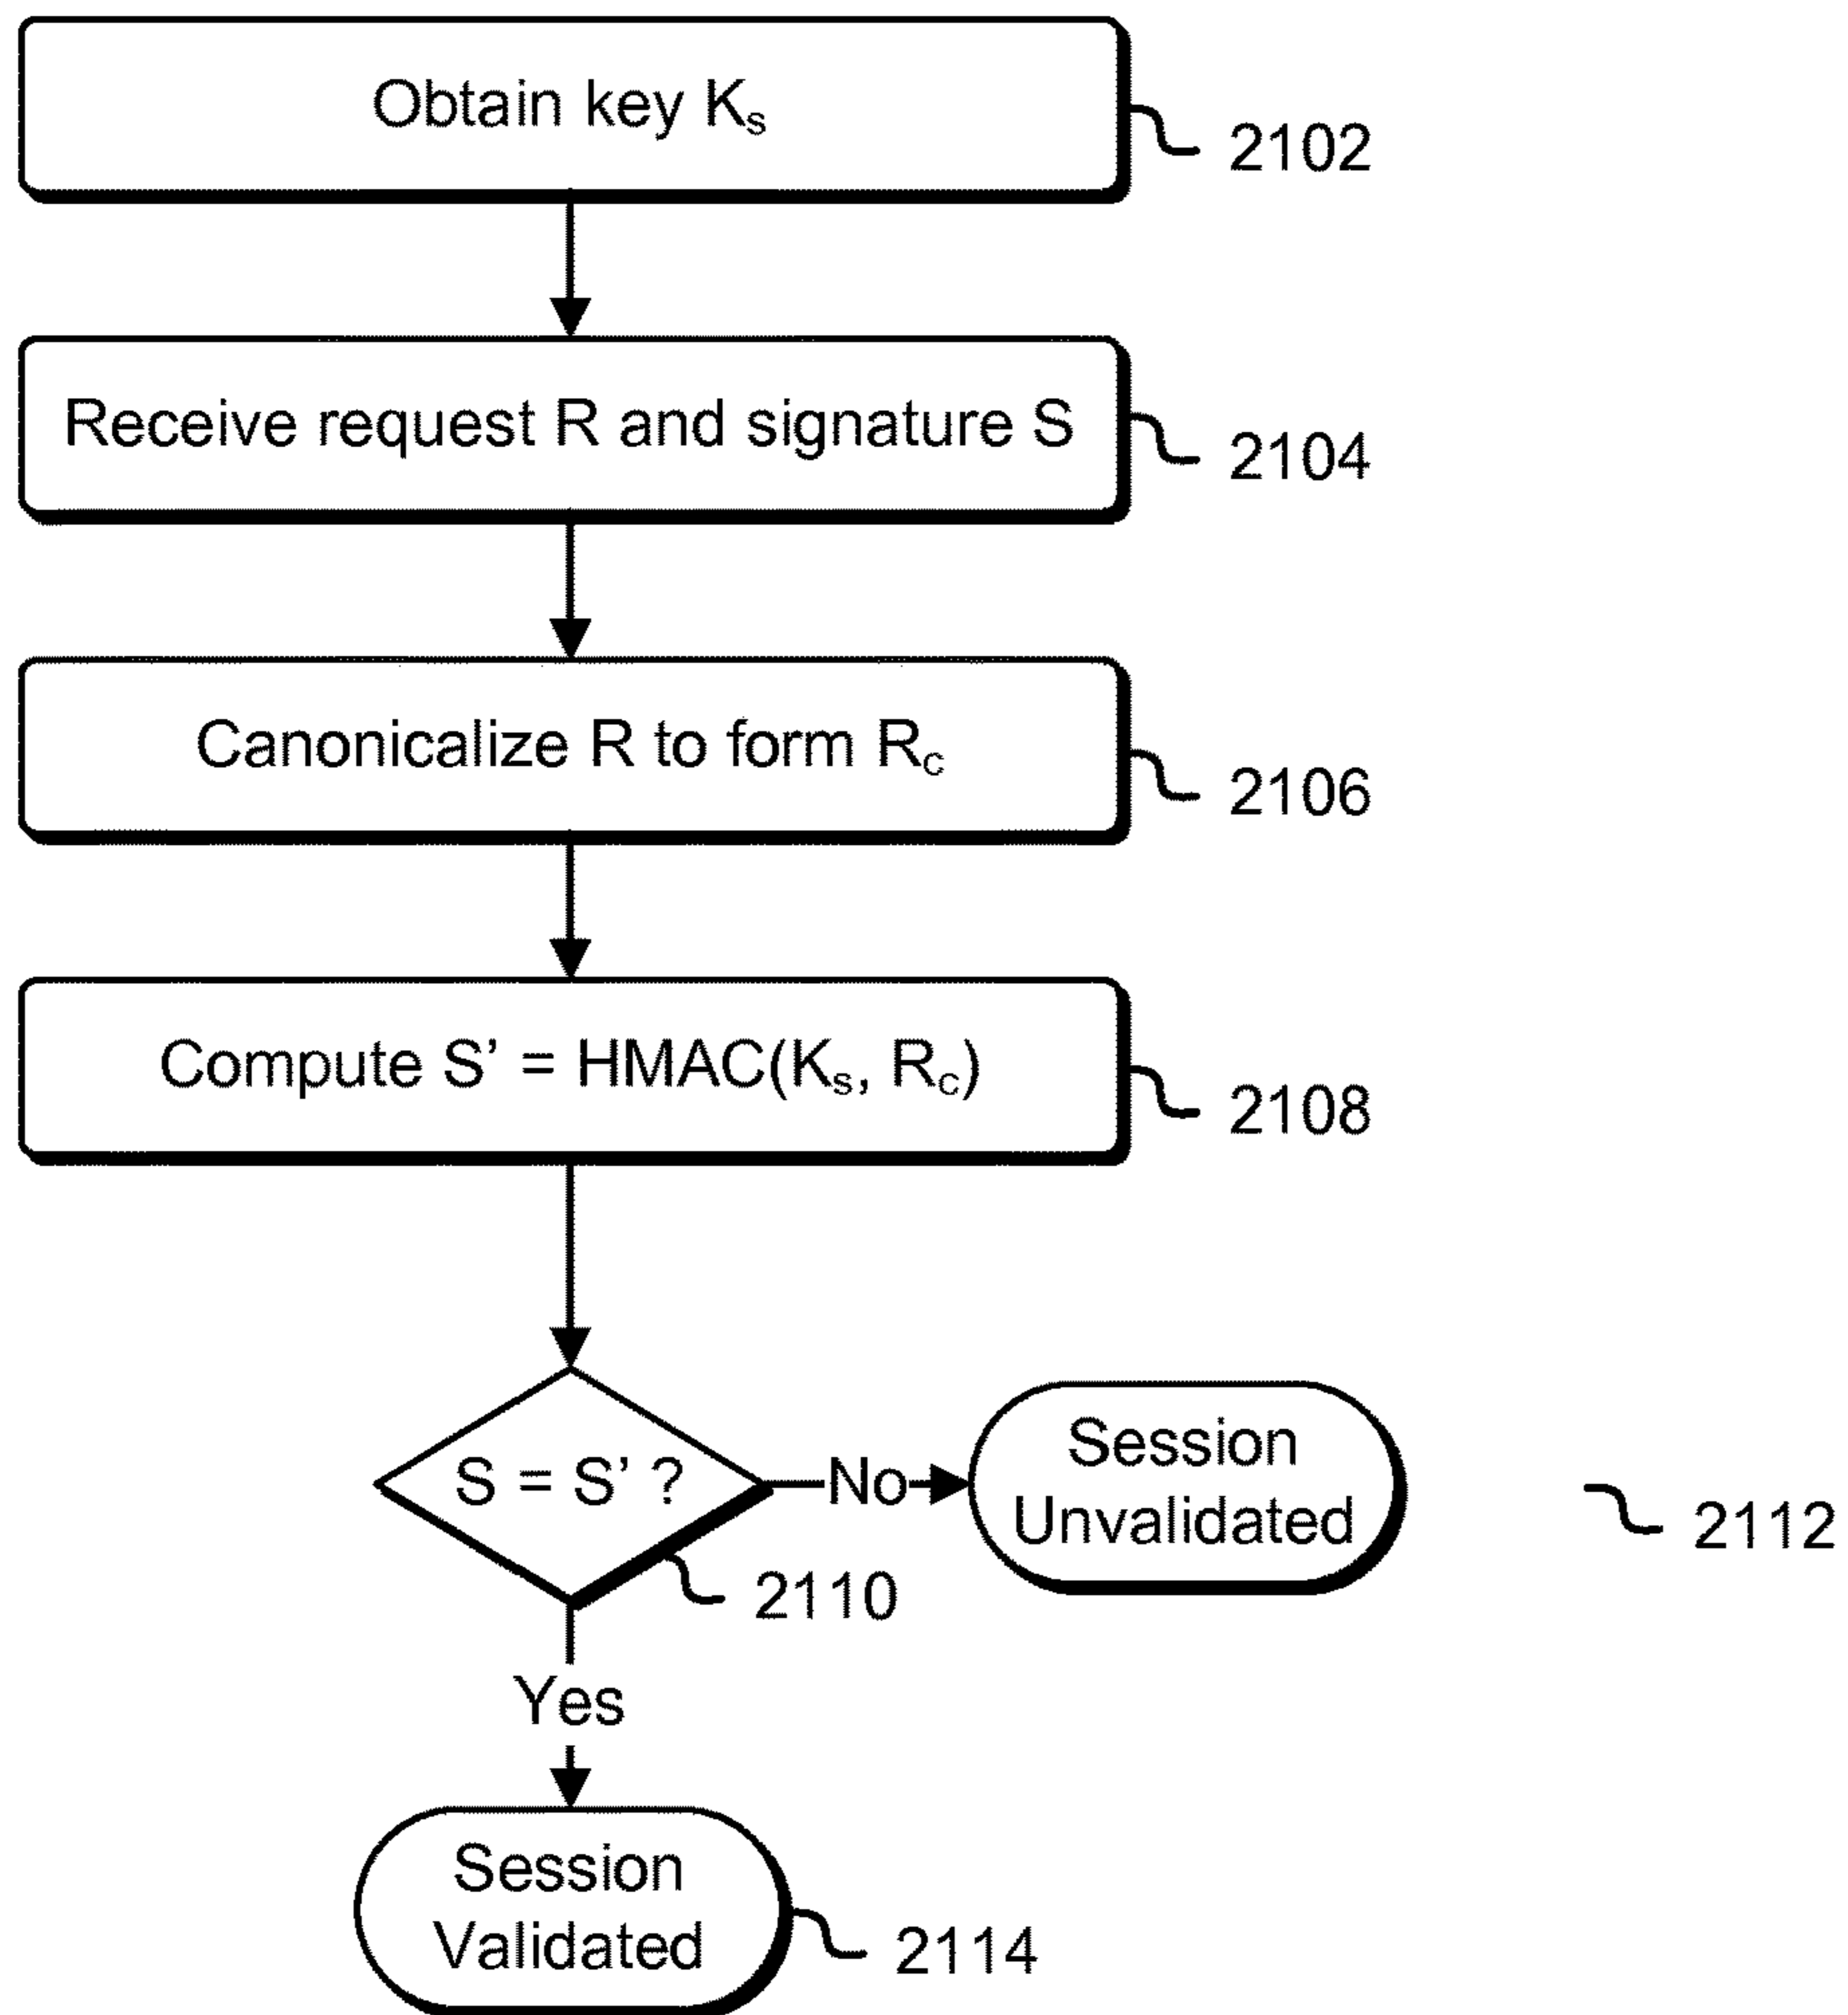 Obtain key Ks
2102
Receive request R and signature S
2104
Canonicalize R to form Rc
2106
Compute S' = HMAC(Ks, Rc)
2108
S = S' ?
No
Session
Unvalidated
2112
2110
Yes
Session
Validated
2114